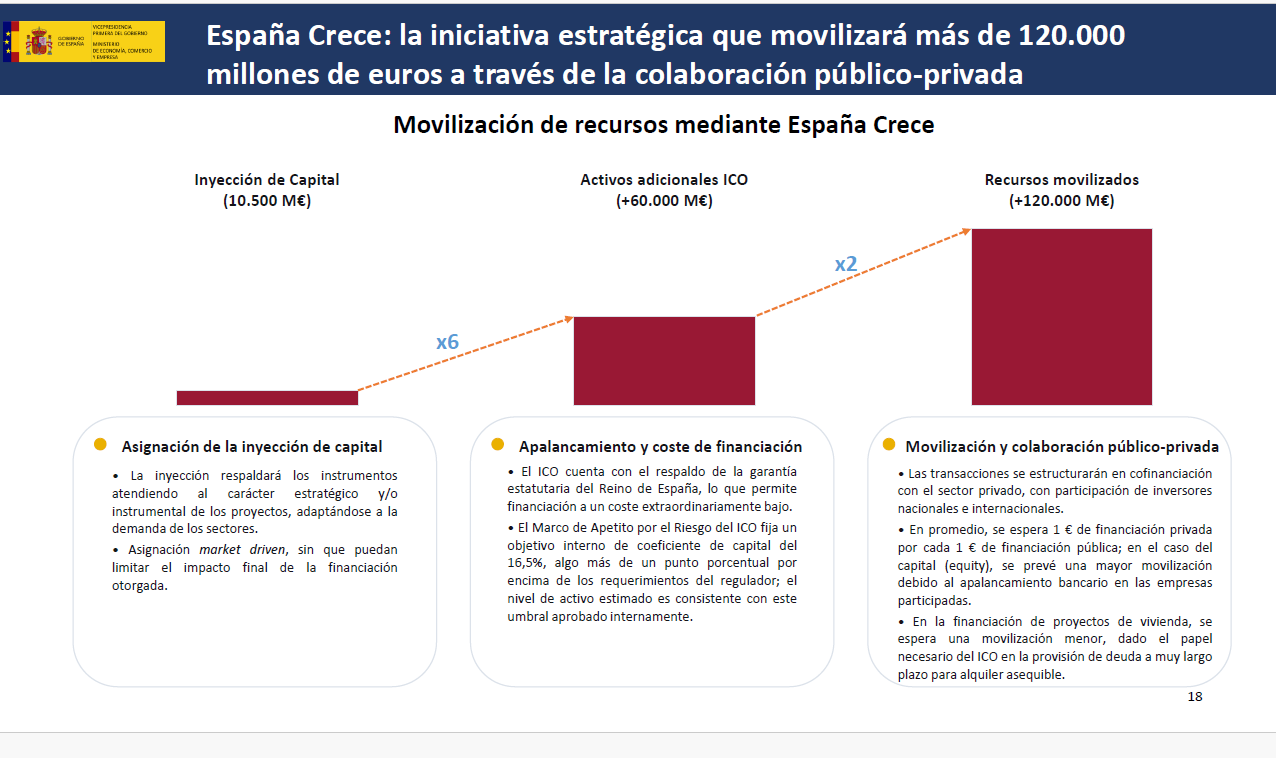 GOBIERNO
DE ESPAÑA
VICEPRESIDENCIA
PRIMERA DEL GOBIERNO
MINISTERIO
DE ECONOMÍA, COMERCIO
Y EMPRESA
España Crece: la iniciativa estratégica que movilizará más de 120.000
millones de euros a través de la colaboración público-privada
Movilización de recursos mediante España Crece
Inyección de Capital
(10.500 M€)
Activos adicionales ICO
(+60.000 M€)
Recursos movilizados
(+120.000 M€)
x6
x2
Asignación de la inyección de capital
• La inyección respaldará los instrumentos
atendiendo al carácter estratégico y/o
instrumental de los proyectos, adaptándose a la
demanda de los sectores.
• Asignación market driven, sin que puedan
limitar el impacto final de la financiación
otorgada.
Apalancamiento y coste de financiación
• El ICO cuenta con el respaldo de la garantía
estatutaria del Reino de España, lo que permite
financiación a un coste extraordinariamente bajo.
• El Marco de Apetito por el Riesgo del ICO fija un
objetivo interno de coeficiente de capital del
16,5%, algo más de un punto porcentual por
encima de los requerimientos del regulador; el
nivel de activo estimado es consistente con este
umbral aprobado internamente.
Movilización y colaboración público-privada
• Las transacciones se estructurarán en cofinanciación
con el sector privado, con participación de inversores
nacionales e internacionales.
• En promedio, se espera 1 € de financiación privada
por cada 1 € de financiación pública; en el caso del
capital (equity), se prevé una mayor movilización
debido al apalancamiento bancario en las empresas
participadas.
• En la financiación de proyectos de vivienda, se
espera una movilización menor, dado el papel
necesario del ICO en la provisión de deuda a muy largo
plazo para alquiler asequible.
18